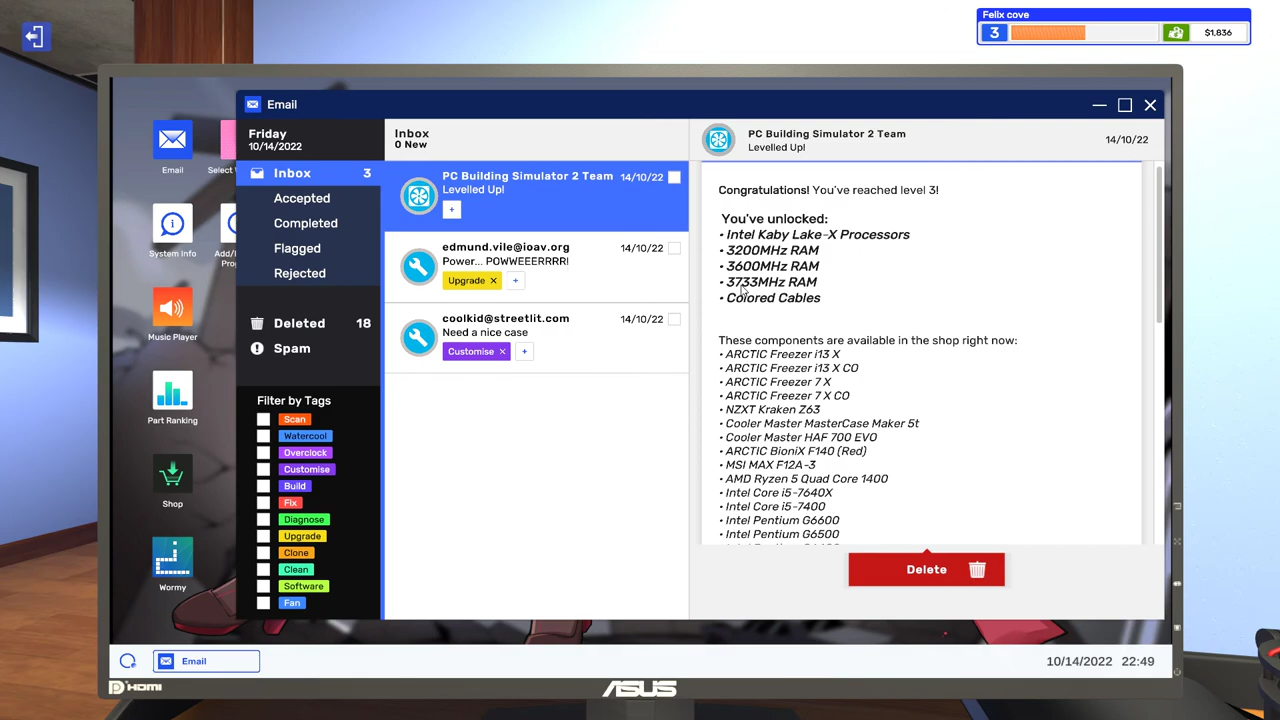 Felix cove
3
$1,836
Email
Select
System Info
Add/
Pro
Music Player
Part Ranking
Shop
Wormy
Email
Friday
10/14/2022
Inbox 3
Accepted
Completed
Flagged
Rejected
Deleted 18
Spam
Filter by Tags
Scan
Watercool
Overclock
Customise
Build
Fix
Diagnose
Upgrade
Clone
Clean
Software
Fan
Inbox
0 New
PC Building Simulator 2 Team 14/10/22
Levelled Up!
+
edmund.vile@ioav.org 14/10/22
Power... POWWEEERRRR!
Upgrade × +
coolkid@streetlit.com 14/10/22
Need a nice case
Customise × +
PC Building Simulator 2 Team 14/10/22
Levelled Up!
Congratulations! You've reached level 3!
You've unlocked:
• Intel Kaby Lake-X Processors
• 3200MHz RAM
• 3600MHz RAM
• 3733MHz RAM
• Colored Cables
These components are available in the shop right now:
• ARCTIC Freezer i13 X
• ARCTIC Freezer i13 X CO
• ARCTIC Freezer 7 X
• ARCTIC Freezer 7 X CO
• NZXT Kraken Z63
• Cooler Master MasterCase Maker 5t
• Cooler Master HAF 700 EVO
• ARCTIC BioniX F140 (Red)
• MSI MAX F12A-3
• AMD Ryzen 5 Quad Core 1400
• Intel Core i5-7640X
• Intel Core i5-7400
• Intel Pentium G6600
• Intel Pentium G6500
Delete
Email
10/14/2022 22:49
HDMI
ASUS